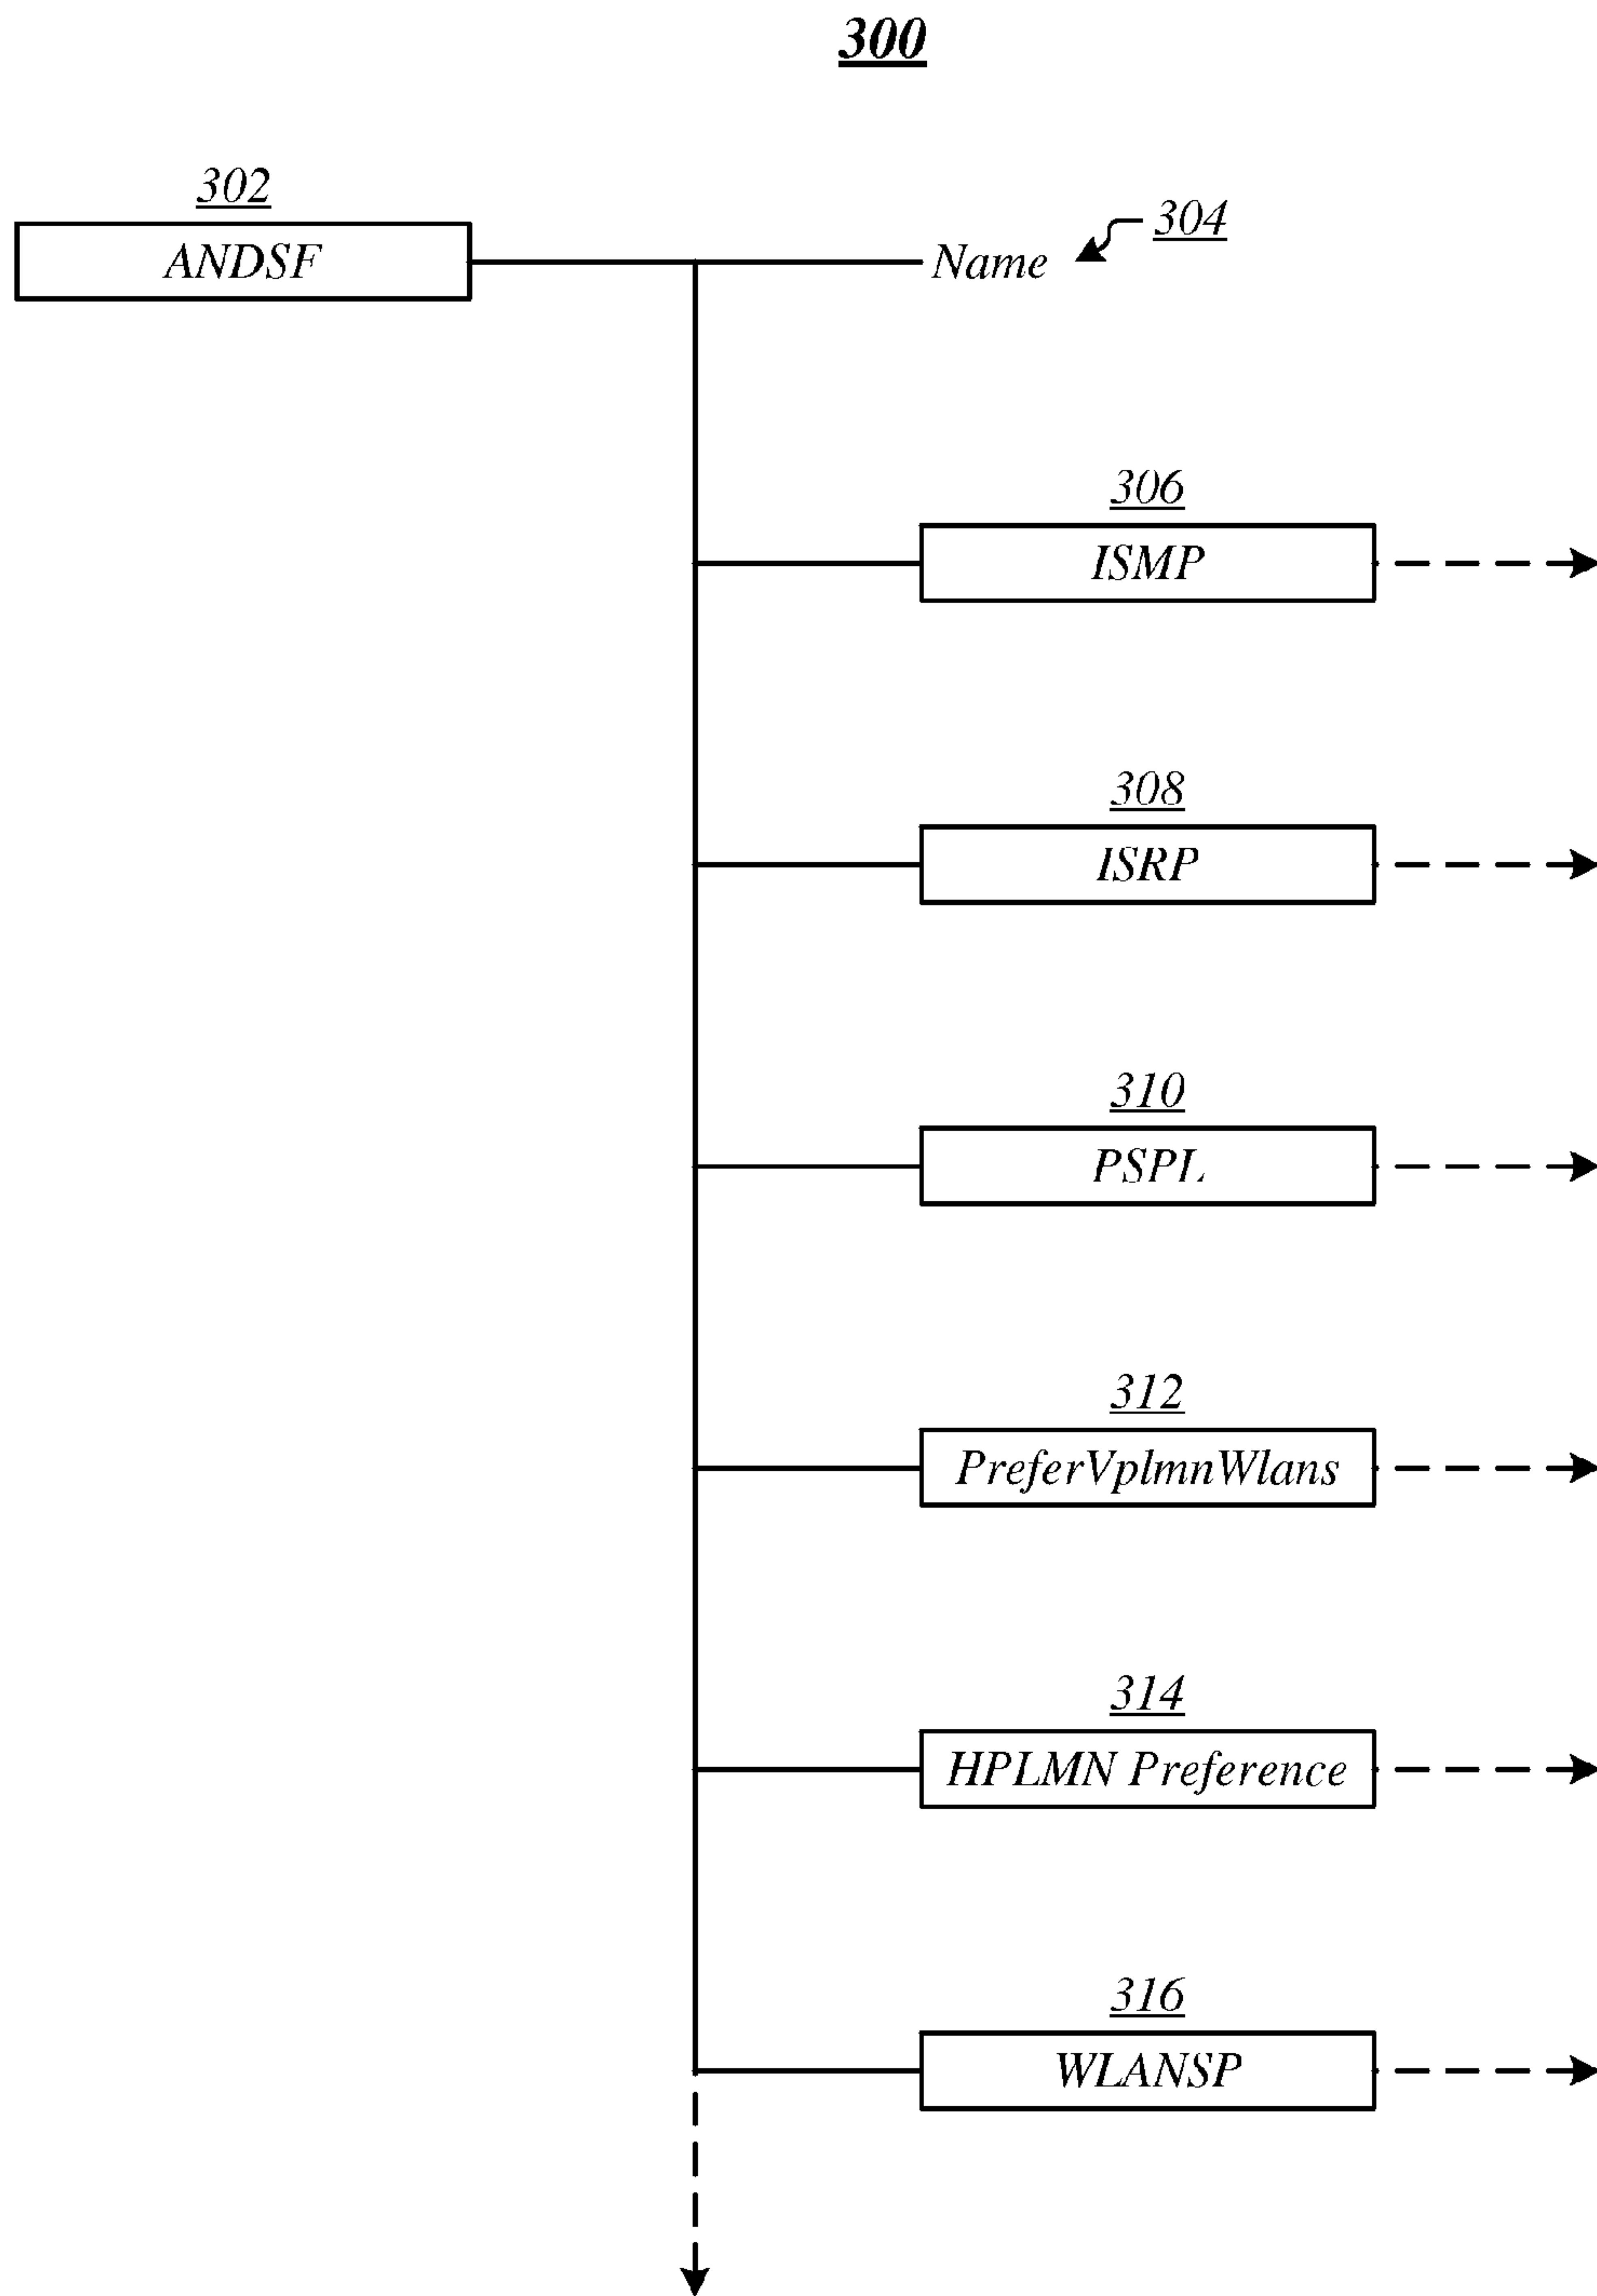 300
302
ANDSF
304
Name
306
ISMP
308
ISRP
310
PSPL
312
PreferVplmnWlans
314
HPLMN Preference
316
WLANSP